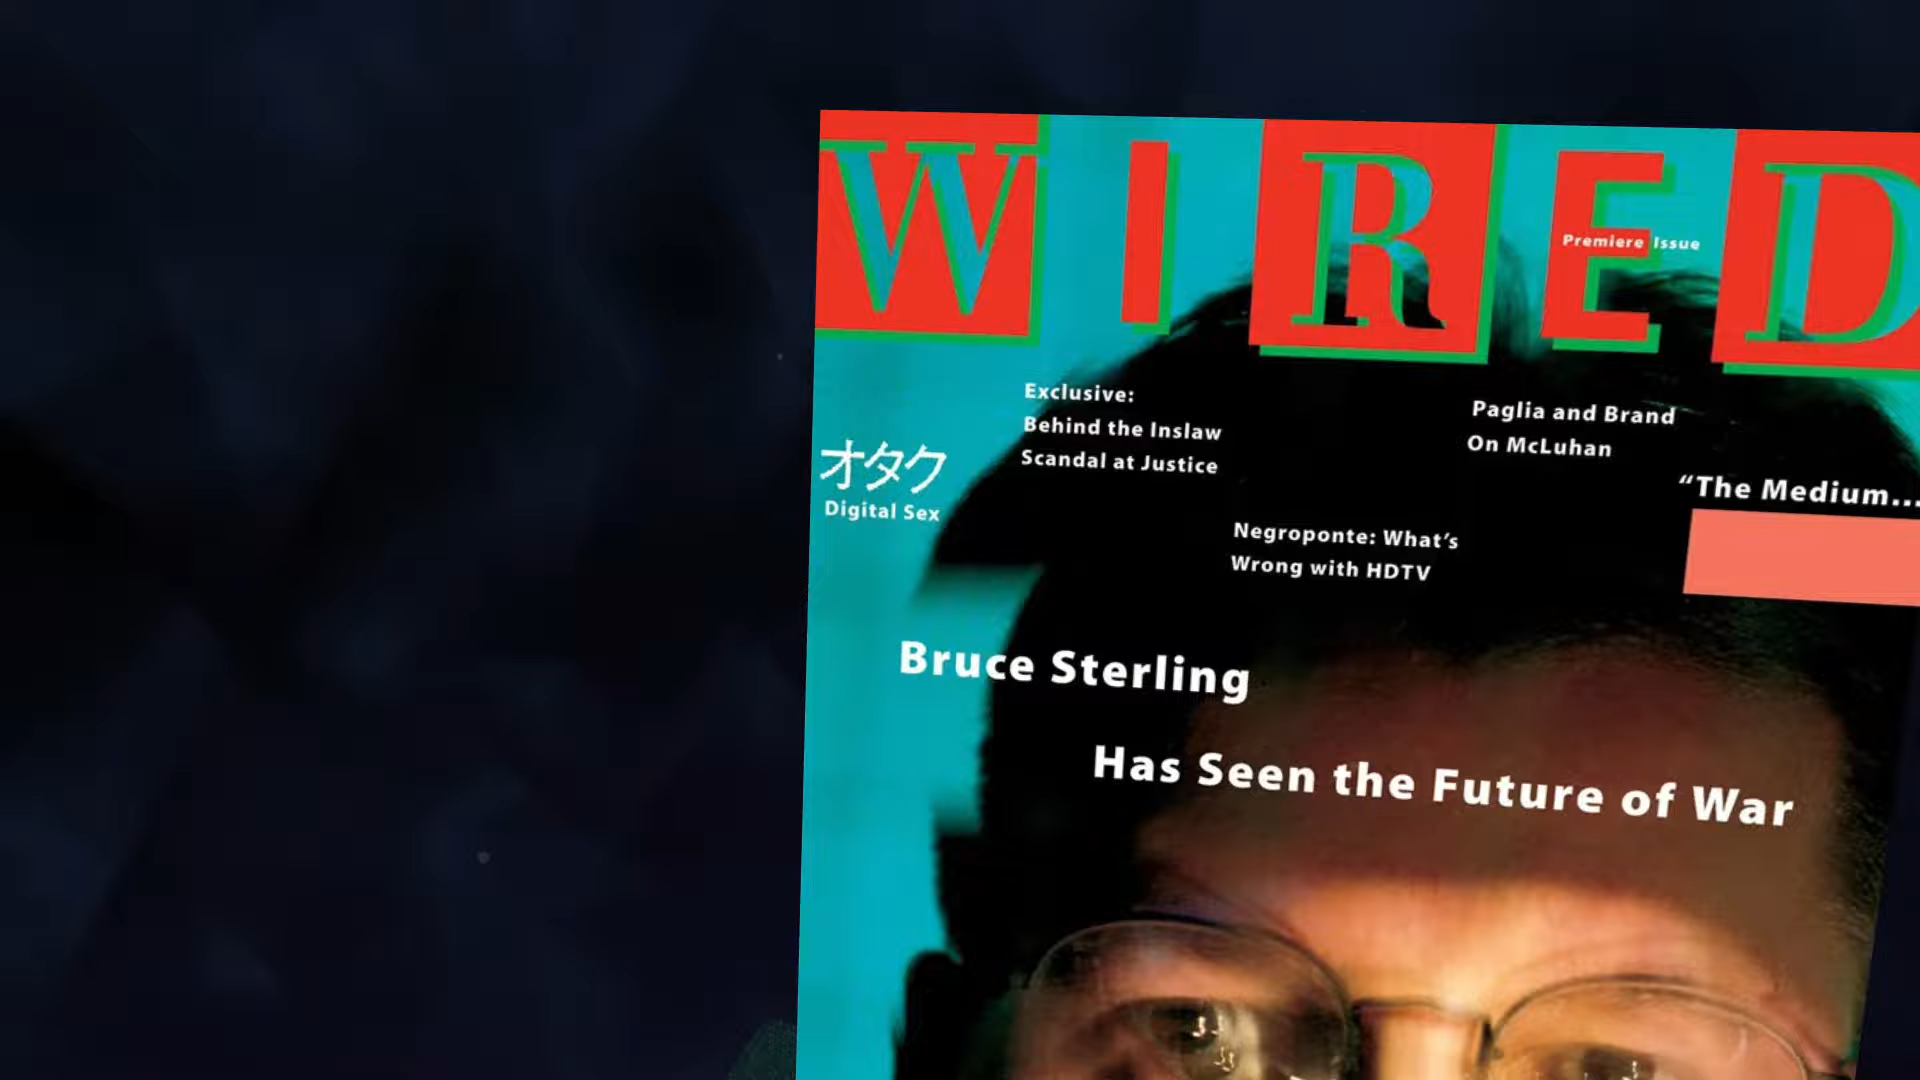 WIRED
Premiere Issue
Exclusive:
Behind the Inslaw
Scandal at Justice
Paglia and Brand
On McLuhan
オタク
Digital Sex
“The Medium...
Negroponte: What’s
Wrong with HDTV
Bruce Sterling
Has Seen the Future of War